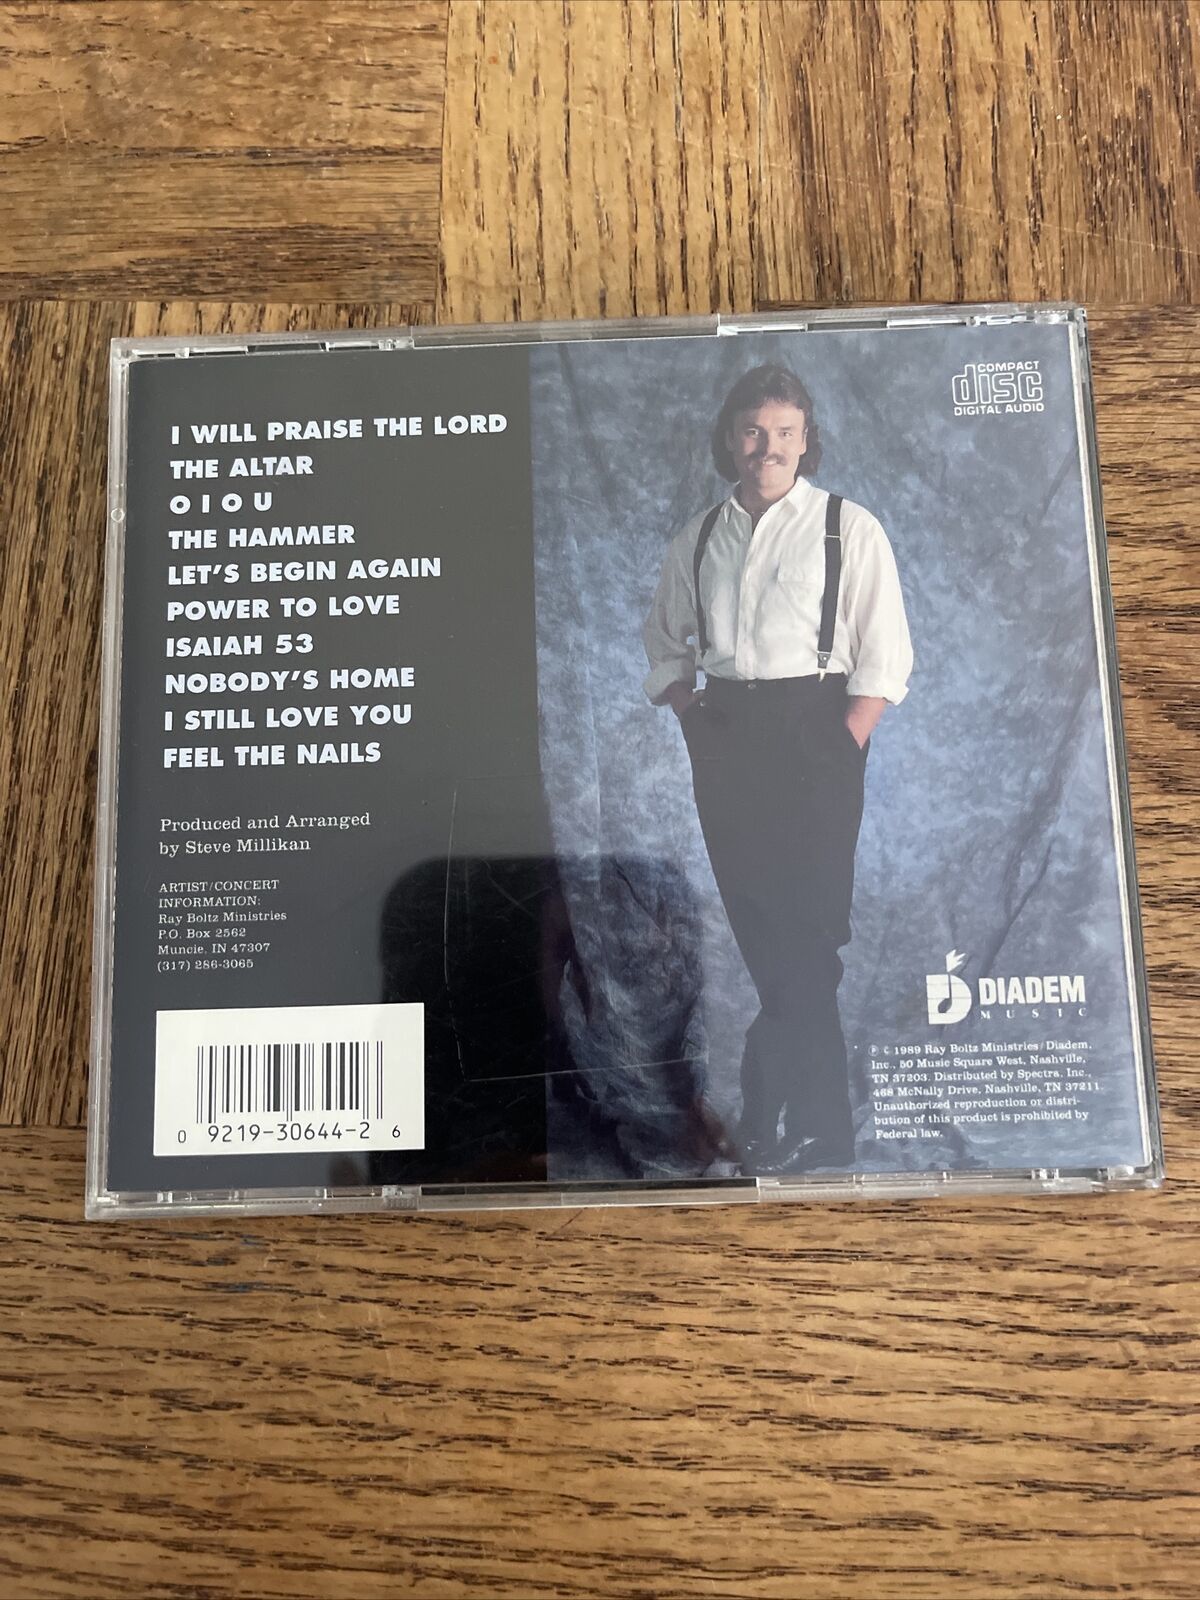 I WILL PRAISE THE LORD
THE ALTAR
O I O U
THE HAMMER
LET'S BEGIN AGAIN
POWER TO LOVE
ISAIAH 53
NOBODY'S HOME
I STILL LOVE YOU
FEEL THE NAILS
Produced and Arranged
by Steve Millikan
ARTIST/CONCERT
INFORMATION:
Ray Boltz Ministries
P.O. Box 2562
Muncie, IN 47307
(317) 286-3065
0 9219-30644-2 6
COMPACT
disc
DIGITAL AUDIO
DIADEM
MUSIC
℗ © 1989 Ray Boltz Ministries/Diadem,
Inc., 50 Music Square West, Nashville,
TN 37203. Distributed by Spectra, Inc.,
468 McNally Drive, Nashville, TN 37211.
Unauthorized reproduction or distri-
bution of this product is prohibited by
Federal law.